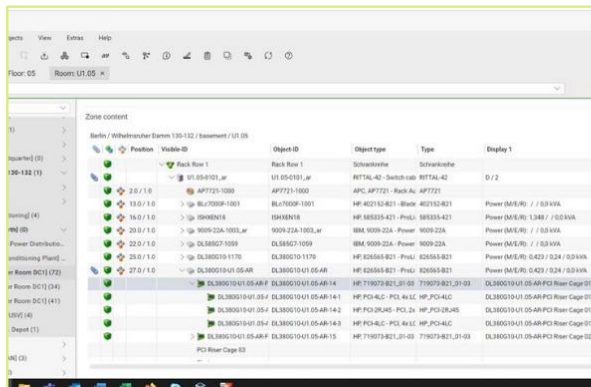 View Extras Help
Floor: 05 Room: U1.05 ×
Zone content
Berlin / Wilhelmsruher Damm 130-132 / basement / U1.05
Position Visible-ID Object-ID Object type Type Display 1
Rack Row 1 Rack Row 1 Schrankreihe Schrankreihe
U1.05-0101_ar U1.05-0101_ar RITTAL-42 - Switch cab RITTAL-42 D / 2
2.0 / 1.0 AP7721-1000 AP7721-1000 APC, AP7721 - Rack Au AP7721
13.0 / 1.0 BLc7000F-1001 BLc7000F-1001 HP, 402152-B21 - Blade 402152-B21 Power (M/E/R): / / 0,0 kVA
16.0 / 1.0 ISHXEN18 ISHXEN18 HP, 585335-421 - ProLi 585335-421 Power (M/E/R): 1,348 / / 0,0 kVA
20.0 / 1.0 9009-22A-1003_ar 9009-22A-1003_ar IBM, 9009-22A - Power 9009-22A Power (M/E/R): / / 0,0 kVA
22.0 / 1.0 DL585G7-1059 DL585G7-1059 Power (M/E/R): / / 0,0 kVA
25.0 / 1.0 DL380G10-1170 DL380G10-1170 HP, 826565-B21 - ProLi 826565-B21 Power (M/E/R): 0,423 / 0,24 / 0,0 kVA
27.0 / 1.0 DL380G10-U1.05-AR DL380G10-U1.05-AR HP, 826565-B21 - ProLi 826565-B21 Power (M/E/R): 0,423 / 0,24 / 0,0 kVA
DL380G10-U1.05-AR-F DL380G10-U1.05-AR-14 HP, 719073-B21_01-03 719073-B21_01-03 DL380G10-U1.05-AR-PCI Riser Cage 01
DL380G10-U1.05-A DL380G10-U1.05-AR-14-1 HP, PCI-4LC - PCI, 4x LC HP_PCI-4LC DL380G10-U1.05-AR-PCI Riser Cage 01
DL380G10-U1.05-A DL380G10-U1.05-AR-14-2 HP, PCI-2RJ45 - PCI, 2x HP_PCI-2RJ45 DL380G10-U1.05-AR-PCI Riser Cage 01
DL380G10-U1.05-A DL380G10-U1.05-AR-14-3 HP, PCI-4LC - PCI, 4x LC HP_PCI-4LC DL380G10-U1.05-AR-PCI Riser Cage 01
DL380G10-U1.05-AR-F DL380G10-U1.05-AR-15 HP, 719073-B21_01-03 719073-B21_01-03 DL380G10-U1.05-AR-PCI Riser Cage 02
PCI Riser Cage 03
130-132 (1)
Power Distributio...
er Room DC1] (72)
er Room DC1] (34)
er Room DC1] (41)
USV] (4)
Depot (1)